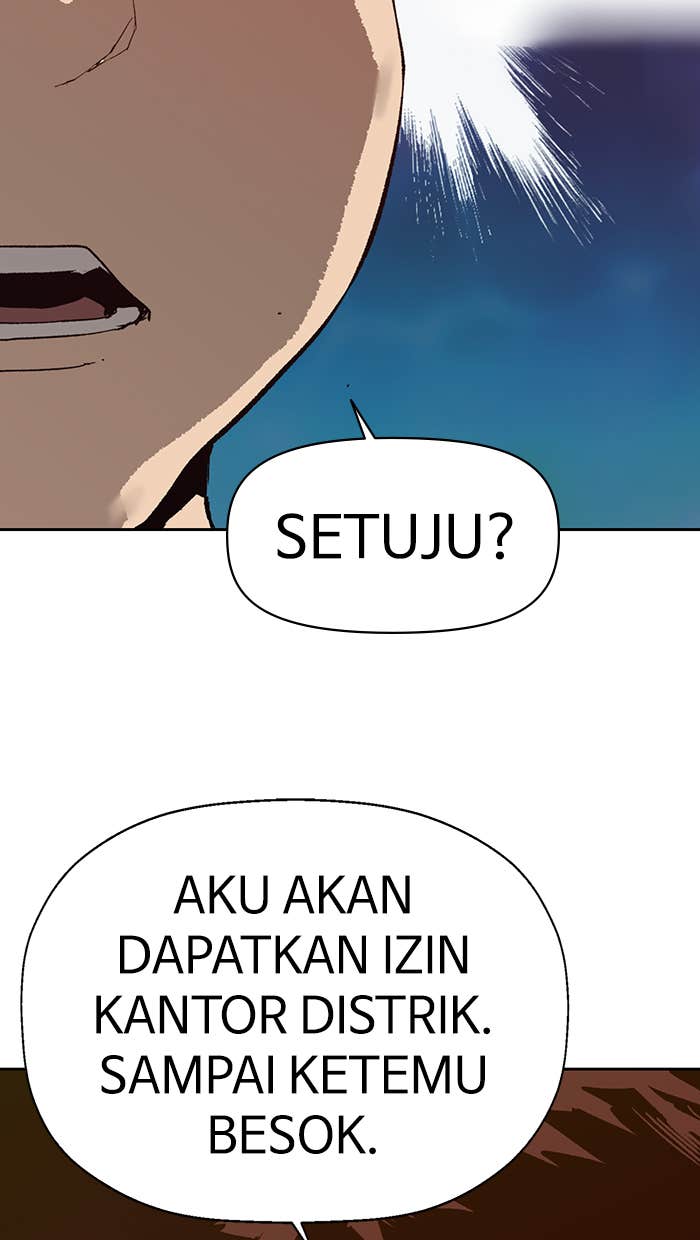 SETUJU?
AKU AKAN
DAPATKAN IZIN
KANTOR DISTRIK.
SAMPAI KETEMU
BESOK.